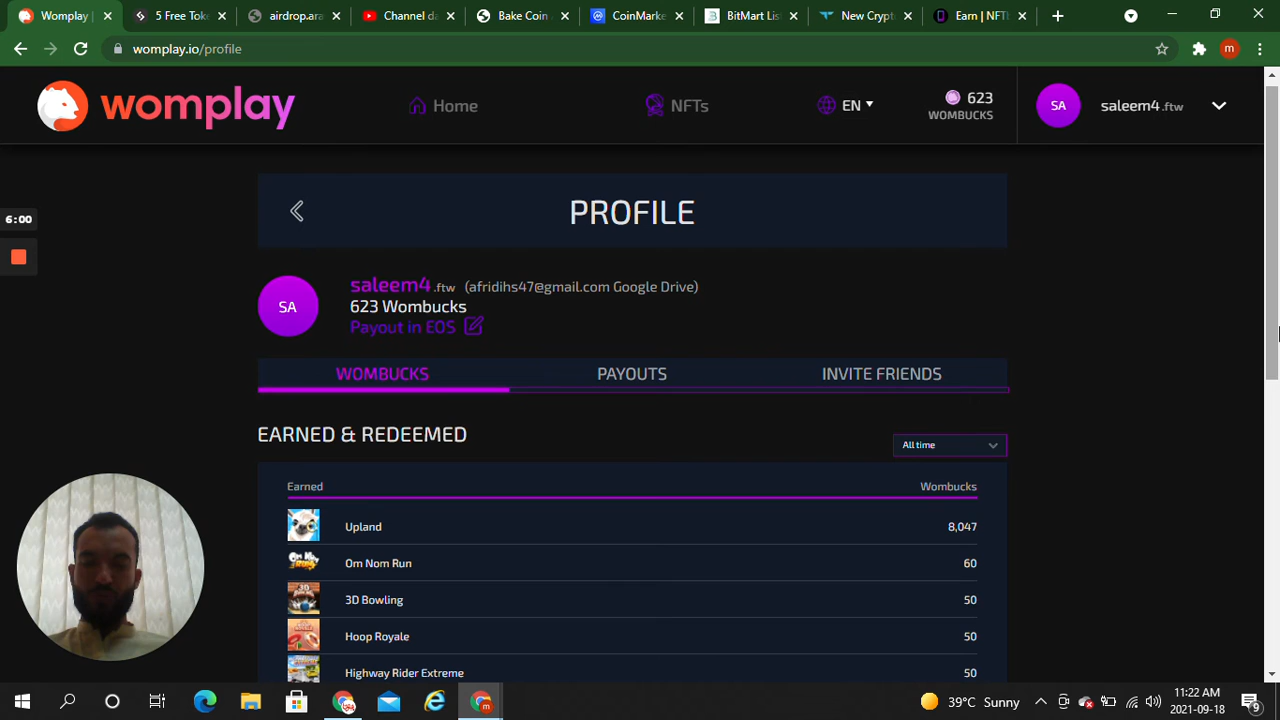 Womplay
5 Free Toke
airdrop.ara
Channel da
Bake Coin
CoinMarke
BitMart Lis
New Crypt
Earn | NFT
womplay.io/profile
m
womplay
Home
NFTs
EN
623
WOMBUCKS
SA
saleem4.ftw
PROFILE
6:00
SA
saleem4.ftw (afridihs47@gmail.com Google Drive)
623 Wombucks
Payout in EOS
WOMBUCKS
PAYOUTS
INVITE FRIENDS
EARNED & REDEEMED
All time
Earned
Wombucks
Upland
8,047
Om Nom Run
60
3D Bowling
50
Hoop Royale
50
Highway Rider Extreme
50
39°C Sunny
11:22 AM
2021-09-18
9